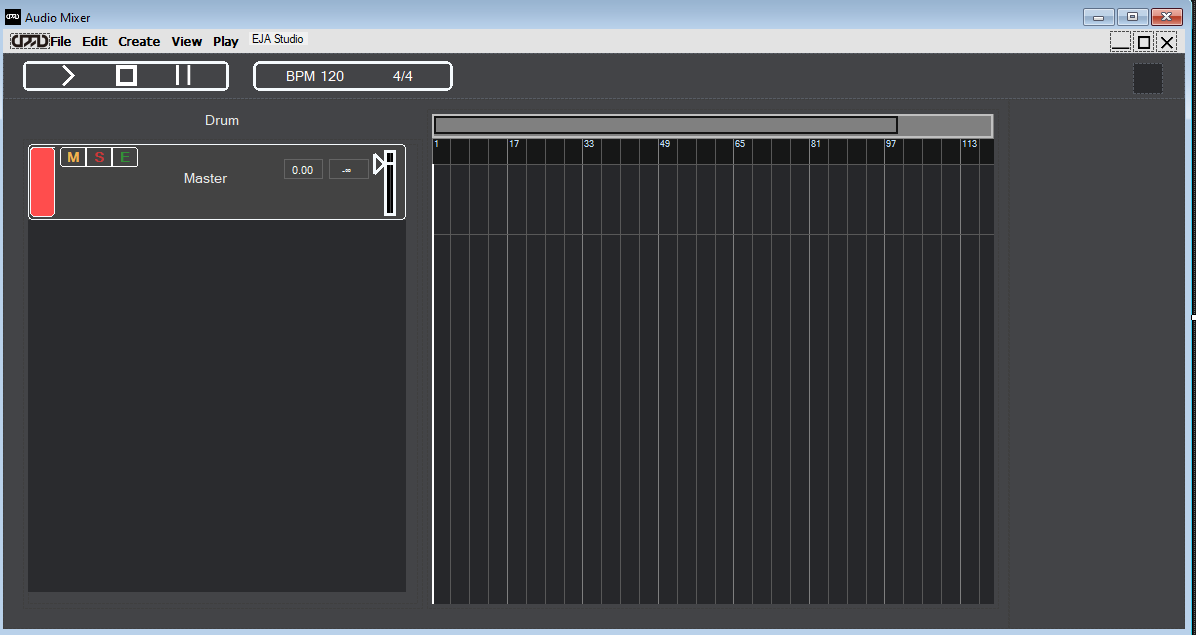 Audio Mixer
File Edit Create View Play EJA Studio
BPM 120 4/4
Drum
1 17 33 49 65 81 97 113
M S E
Master 0.00 -∞